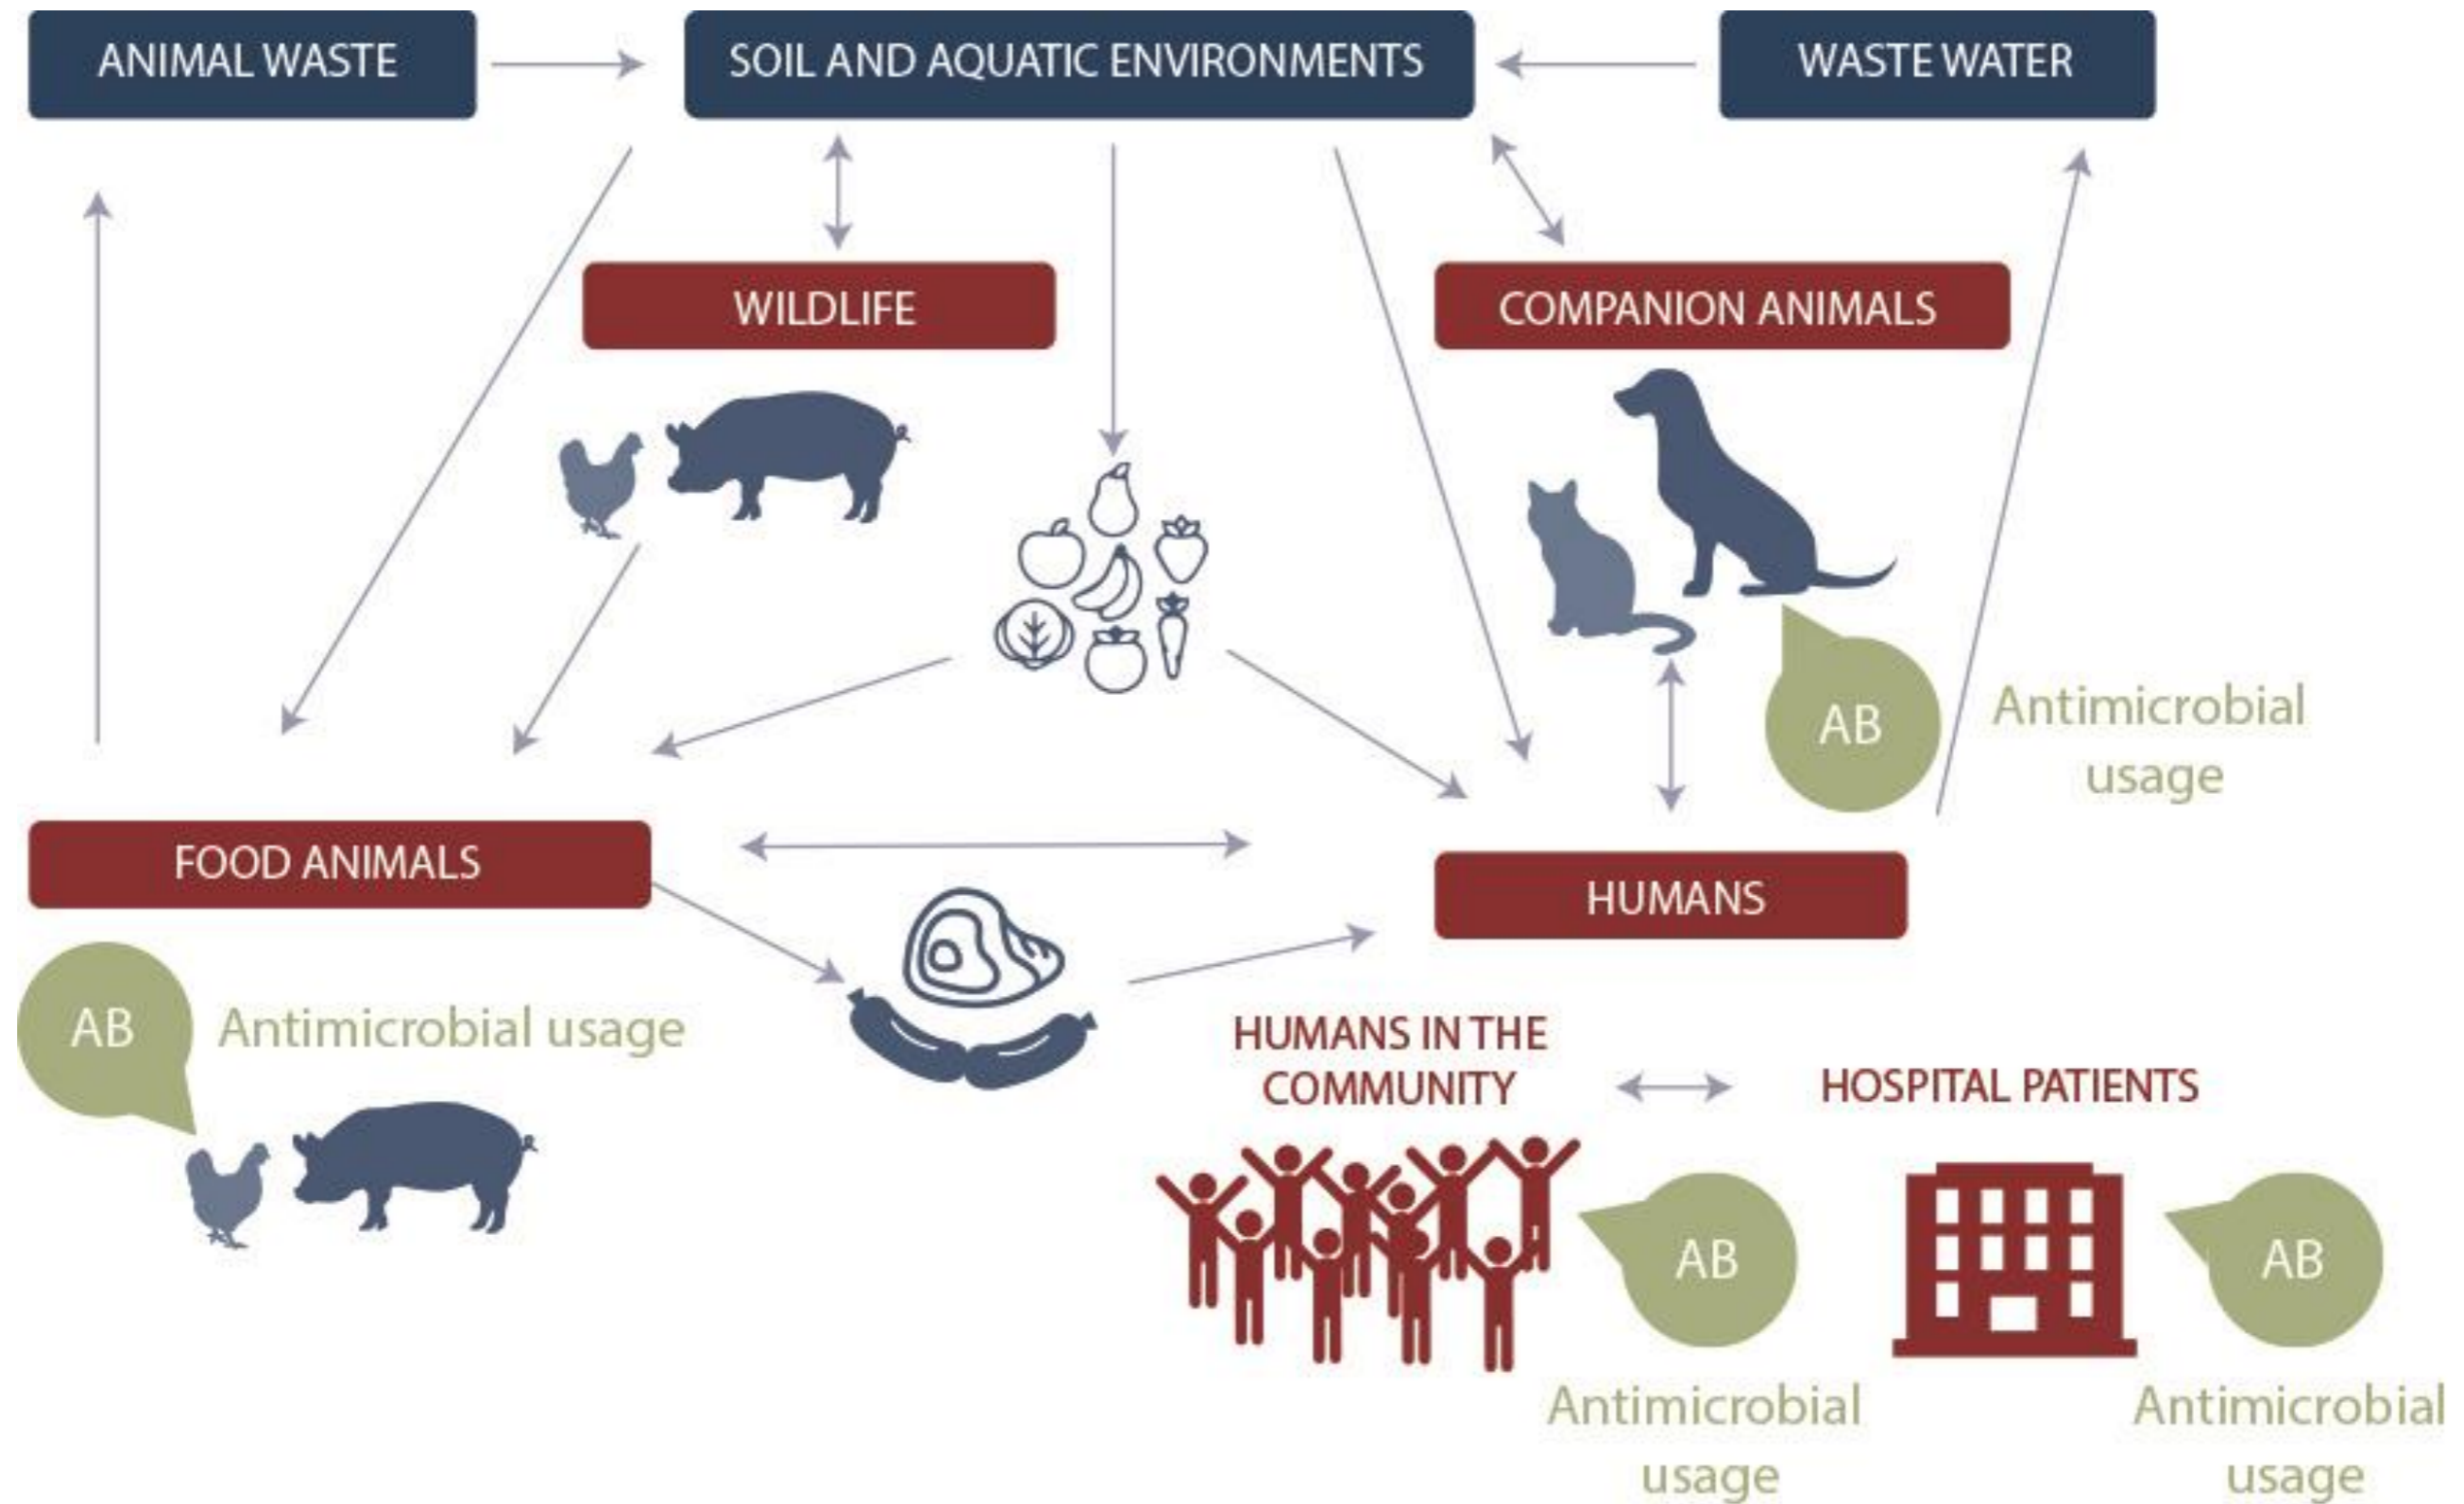 ANIMAL WASTE
SOIL AND AQUATIC ENVIRONMENTS
WASTE WATER
WILDLIFE
COMPANION ANIMALS
AB
Antimicrobial
usage
FOOD ANIMALS
HUMANS
AB
Antimicrobial usage
HUMANS IN THE
COMMUNITY
HOSPITAL PATIENTS
AB
Antimicrobial
usage
AB
Antimicrobial
usage